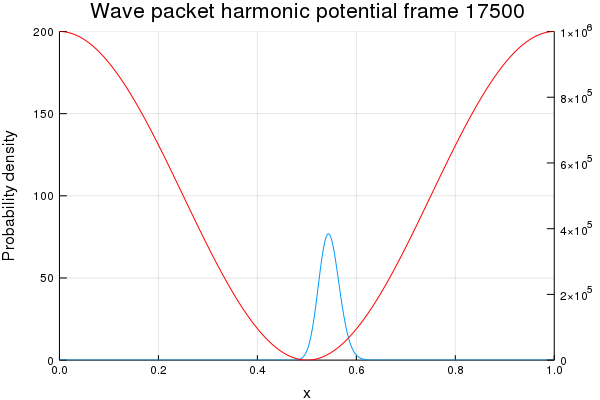 Wave packet harmonic potential frame 17500
Probability density
200
150
100
50
0
1×10⁶
8×10⁵
6×10⁵
4×10⁵
2×10⁵
0
0.0 0.2 0.4 0.6 0.8 1.0
x